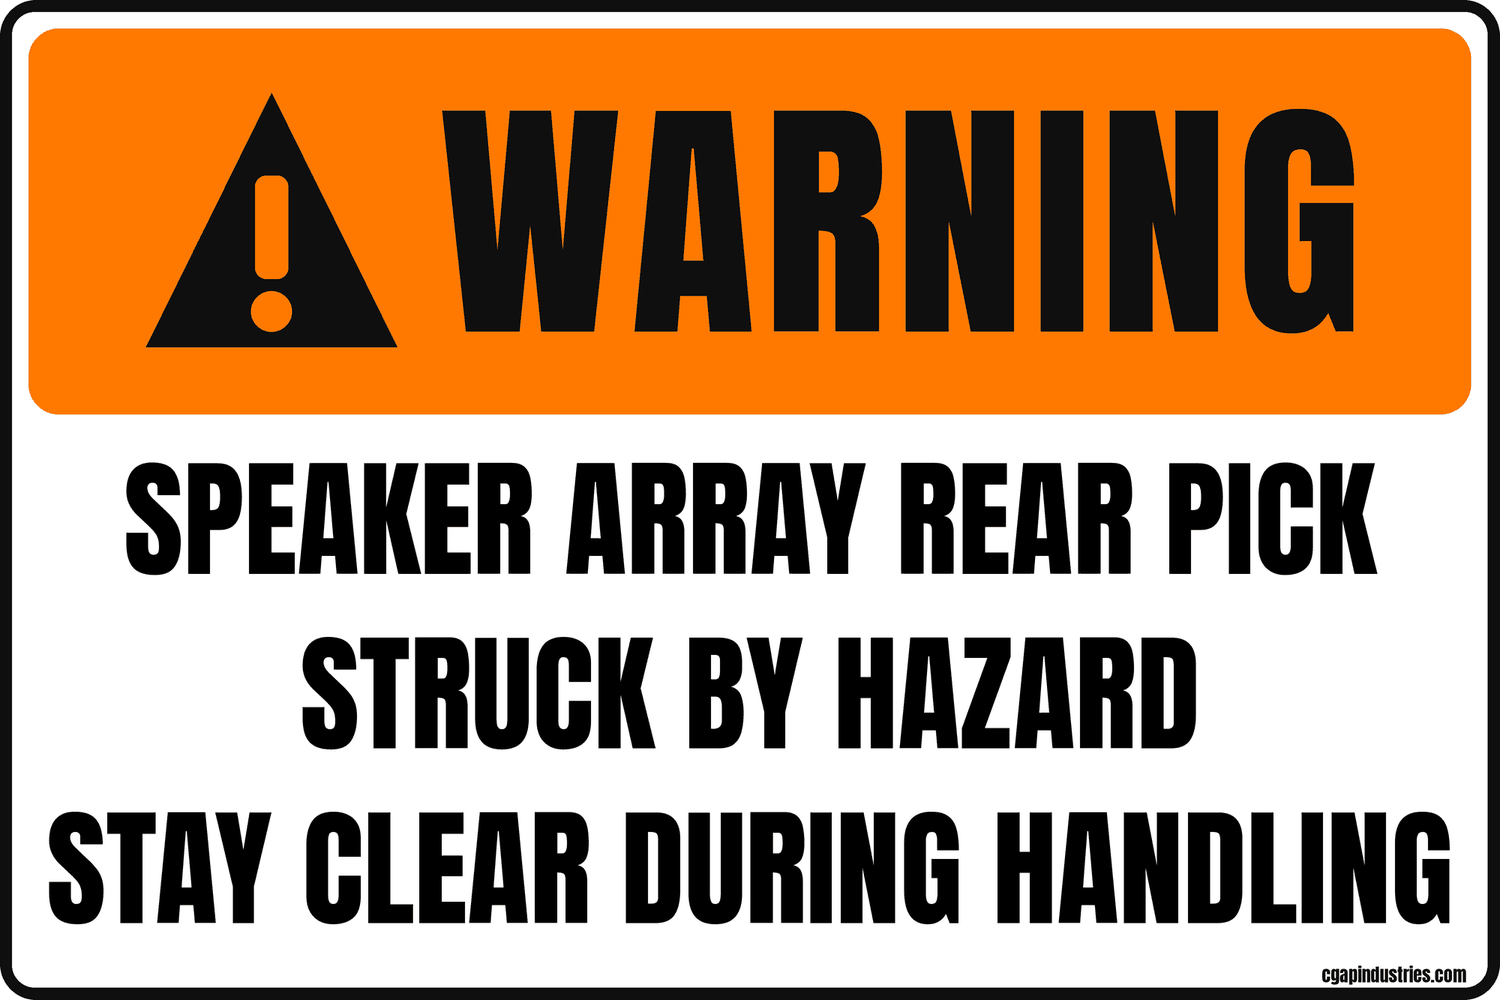 WARNING
SPEAKER ARRAY REAR PICK
STRUCK BY HAZARD
STAY CLEAR DURING HANDLING
cgapindustries.com